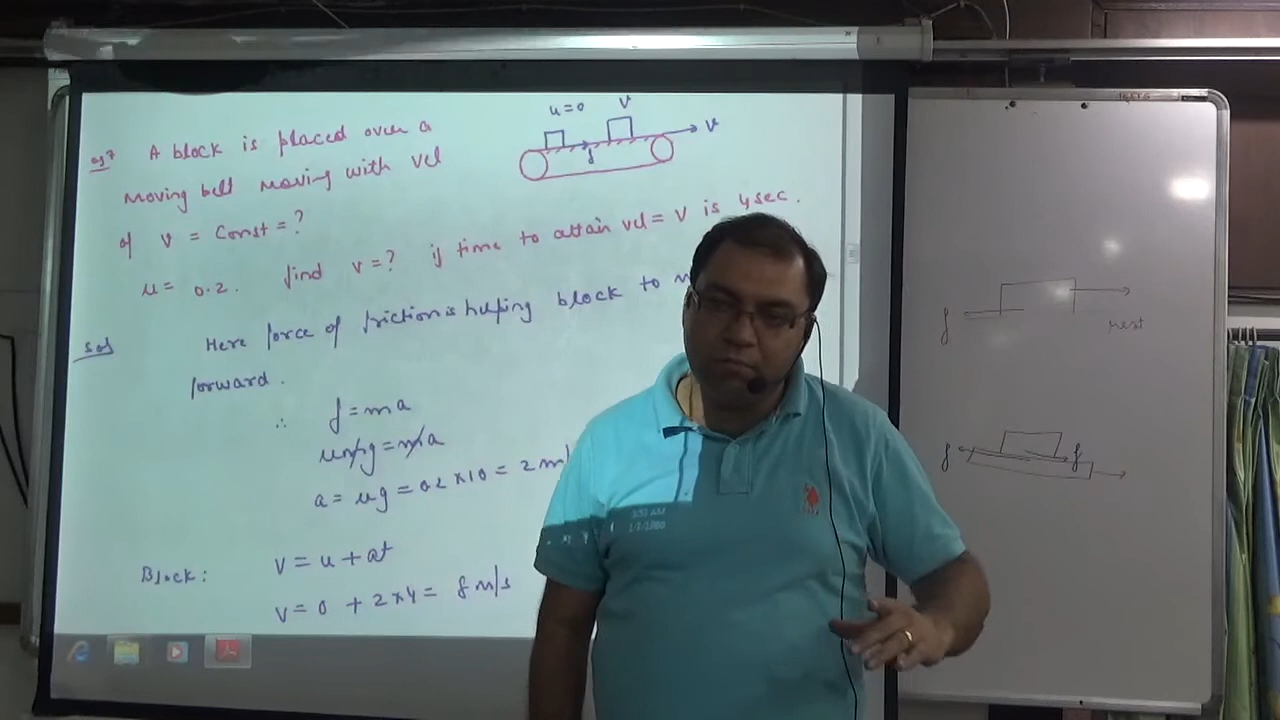 u=0
V
V
f
Q7 A block is placed over a
moving belt moving with vel
of v = Const = ?
u = 0.2. find v=? if time to attain vel = V is 4sec.
Sol Here force of friction is helping block to
forward.
∴ f = ma
umg = ma
a = ug = 0.2 × 10 = 2 m/
Block: v = u + at
v = 0 + 2×4 = 8 m/s
f
rest
f
f